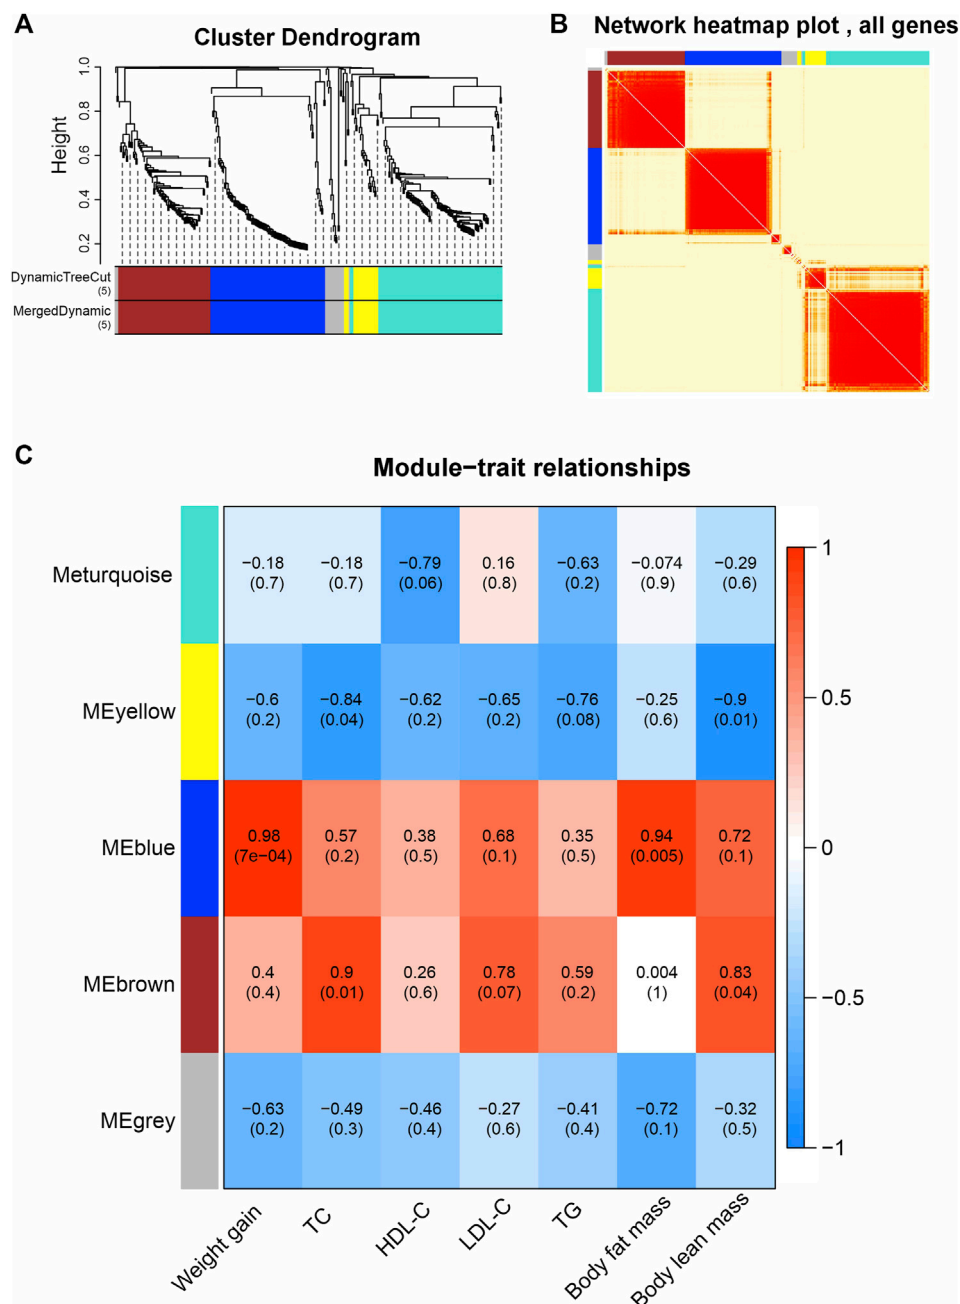 A
Cluster Dendrogram
Height
1.0
0.8
0.6
0.4
0.2
DynamicTreeCut
(5)
MergedDynamic
(5)
B
Network heatmap plot , all genes
C
Module−trait relationships
Meturquoise
−0.18 −0.18 −0.79 0.16 −0.63 −0.074 −0.29
(0.7) (0.7) (0.06) (0.8) (0.2) (0.9) (0.6)
MEyellow
−0.6 −0.84 −0.62 −0.65 −0.76 −0.25 −0.9
(0.2) (0.04) (0.2) (0.2) (0.08) (0.6) (0.01)
MEblue
0.98 0.57 0.38 0.68 0.35 0.94 0.72
(7e−04) (0.2) (0.5) (0.1) (0.5) (0.005) (0.1)
MEbrown
0.4 0.9 0.26 0.78 0.59 0.004 0.83
(0.4) (0.01) (0.6) (0.07) (0.2) (1) (0.04)
MEgrey
−0.63 −0.49 −0.46 −0.27 −0.41 −0.72 −0.32
(0.2) (0.3) (0.4) (0.6) (0.4) (0.1) (0.5)
1
0.5
0
−0.5
−1
Weight gain
TC
HDL-C
LDL-C
TG
Body fat mass
Body lean mass